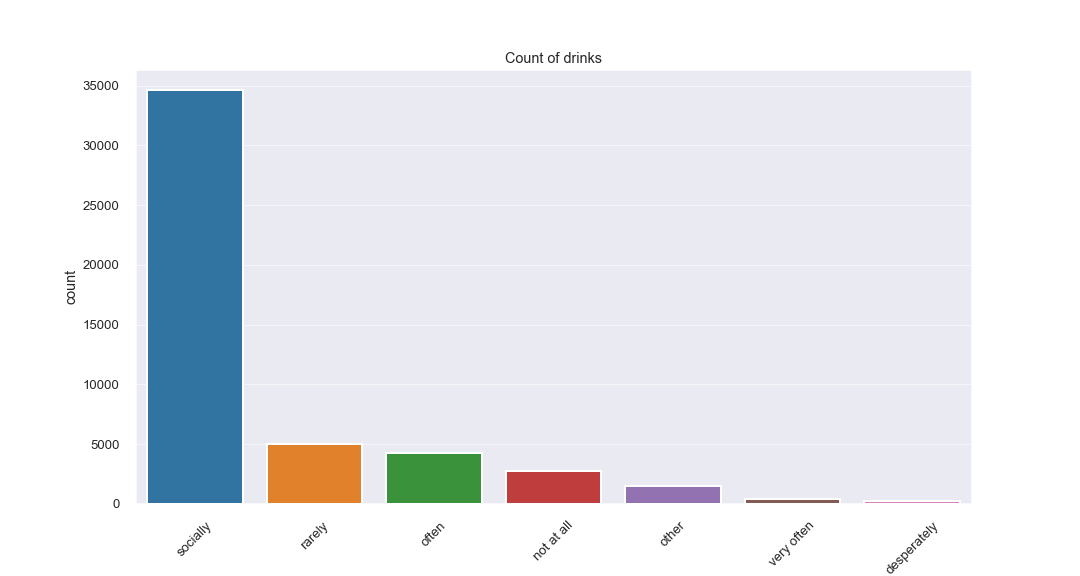 Count of drinks
count
35000
30000
25000
20000
15000
10000
5000
0
socially
rarely
often
not at all
other
very often
desperately